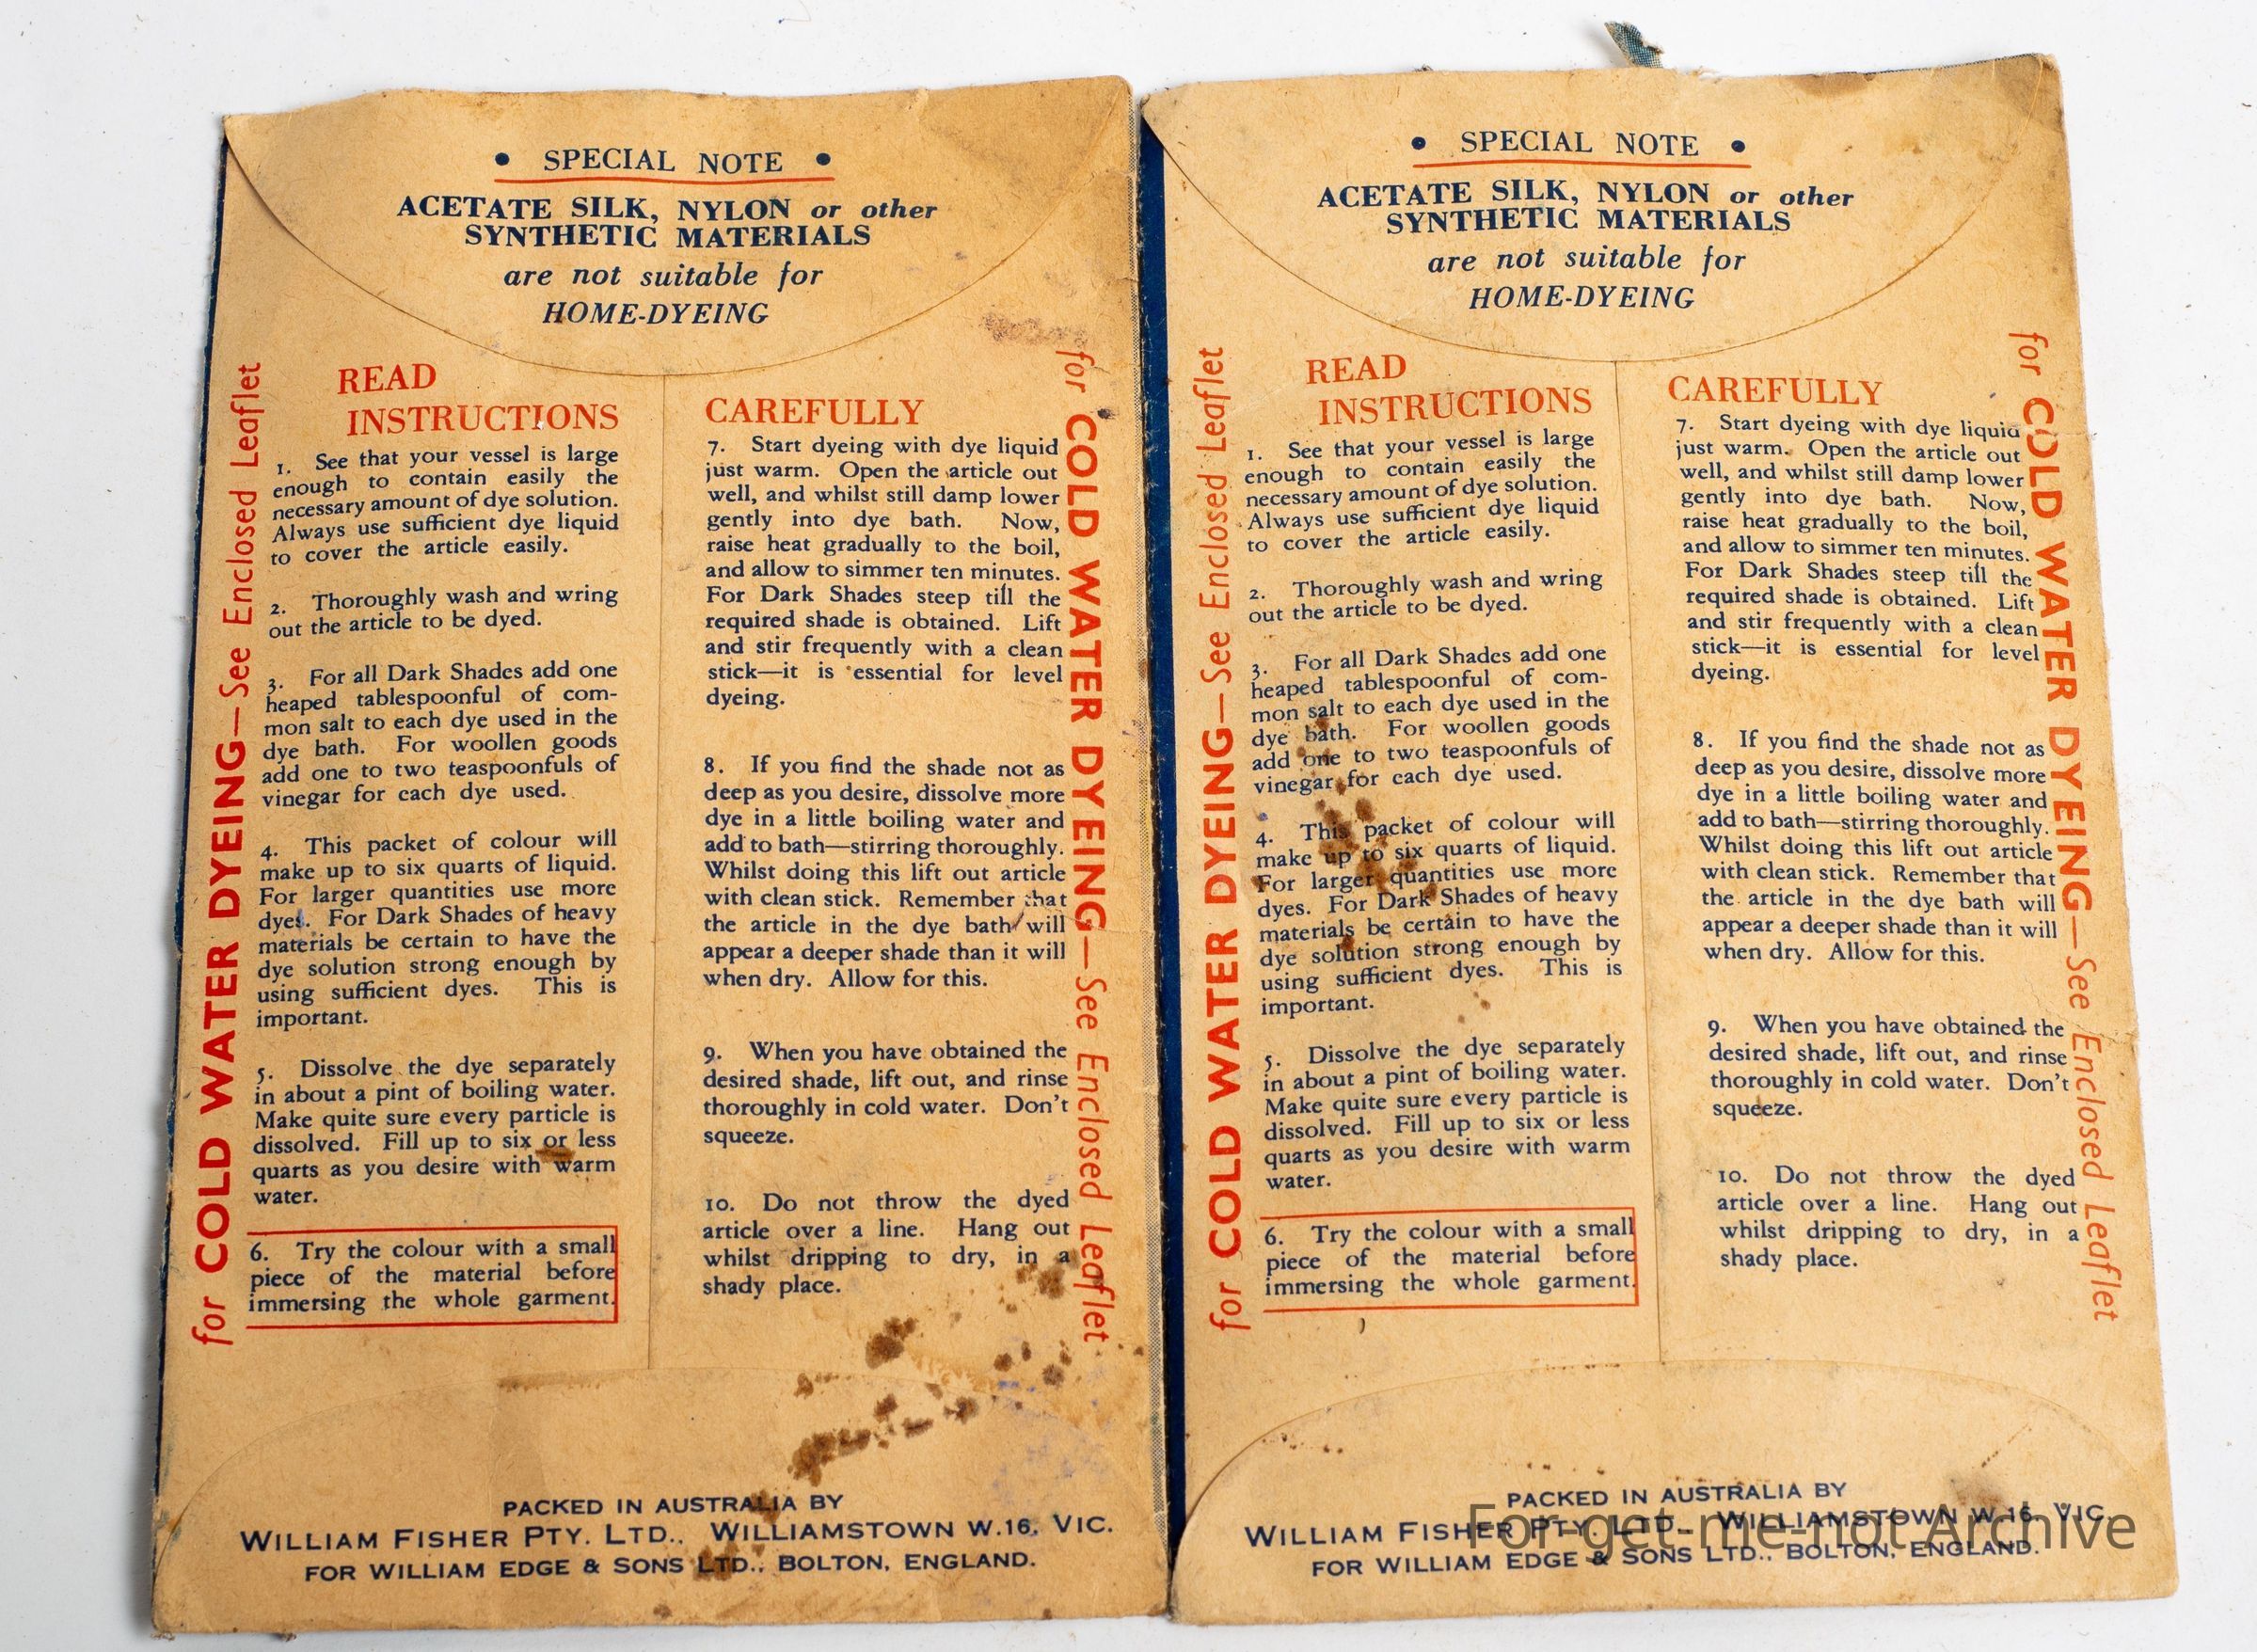 • SPECIAL NOTE •
ACETATE SILK, NYLON or other
SYNTHETIC MATERIALS
are not suitable for
HOME-DYEING
for COLD WATER DYEING—See Enclosed Leaflet
READ
INSTRUCTIONS
1. See that your vessel is large
enough to contain easily the
necessary amount of dye solution.
Always use sufficient dye liquid
to cover the article easily.
2. Thoroughly wash and wring
out the article to be dyed.
3. For all Dark Shades add one
heaped tablespoonful of com-
mon salt to each dye used in the
dye bath. For woollen goods
add one to two teaspoonfuls of
vinegar for each dye used.
4. This packet of colour will
make up to six quarts of liquid.
For larger quantities use more
dyes. For Dark Shades of heavy
materials be certain to have the
dye solution strong enough by
using sufficient dyes. This is
important.
5. Dissolve the dye separately
in about a pint of boiling water.
Make quite sure every particle is
dissolved. Fill up to six or less
quarts as you desire with warm
water.
6. Try the colour with a small
piece of the material before
immersing the whole garment.
CAREFULLY
7. Start dyeing with dye liquid
just warm. Open the article out
well, and whilst still damp lower
gently into dye bath. Now,
raise heat gradually to the boil,
and allow to simmer ten minutes.
For Dark Shades steep till the
required shade is obtained. Lift
and stir frequently with a clean
stick—it is essential for level
dyeing.
8. If you find the shade not as
deep as you desire, dissolve more
dye in a little boiling water and
add to bath—stirring thoroughly.
Whilst doing this lift out article
with clean stick. Remember that
the article in the dye bath will
appear a deeper shade than it will
when dry. Allow for this.
9. When you have obtained the
desired shade, lift out, and rinse
thoroughly in cold water. Don't
squeeze.
10. Do not throw the dyed
article over a line. Hang out
whilst dripping to dry, in a
shady place.
for COLD WATER DYEING—See Enclosed Leaflet
PACKED IN AUSTRALIA BY
WILLIAM FISHER PTY. LTD., WILLIAMSTOWN W.16, VIC.
FOR WILLIAM EDGE & SONS LTD., BOLTON, ENGLAND.
• SPECIAL NOTE •
ACETATE SILK, NYLON or other
SYNTHETIC MATERIALS
are not suitable for
HOME-DYEING
for COLD WATER DYEING—See Enclosed Leaflet
READ
INSTRUCTIONS
1. See that your vessel is large
enough to contain easily the
necessary amount of dye solution.
Always use sufficient dye liquid
to cover the article easily.
2. Thoroughly wash and wring
out the article to be dyed.
3. For all Dark Shades add one
heaped tablespoonful of com-
mon salt to each dye used in the
dye bath. For woollen goods
add one to two teaspoonfuls of
vinegar for each dye used.
4. This packet of colour will
make up to six quarts of liquid.
For larger quantities use more
dyes. For Dark Shades of heavy
materials be certain to have the
dye solution strong enough by
using sufficient dyes. This is
important.
5. Dissolve the dye separately
in about a pint of boiling water.
Make quite sure every particle is
dissolved. Fill up to six or less
quarts as you desire with warm
water.
6. Try the colour with a small
piece of the material before
immersing the whole garment.
CAREFULLY
7. Start dyeing with dye liquid
just warm. Open the article out
well, and whilst still damp lower
gently into dye bath. Now,
raise heat gradually to the boil,
and allow to simmer ten minutes.
For Dark Shades steep till the
required shade is obtained. Lift
and stir frequently with a clean
stick—it is essential for level
dyeing.
8. If you find the shade not as
deep as you desire, dissolve more
dye in a little boiling water and
add to bath—stirring thoroughly.
Whilst doing this lift out article
with clean stick. Remember that
the article in the dye bath will
appear a deeper shade than it will
when dry. Allow for this.
9. When you have obtained the
desired shade, lift out, and rinse
thoroughly in cold water. Don't
squeeze.
10. Do not throw the dyed
article over a line. Hang out
whilst dripping to dry, in a
shady place.
for COLD WATER DYEING—See Enclosed Leaflet
PACKED IN AUSTRALIA BY
WILLIAM FISHER PTY. LTD., WILLIAMSTOWN W.16, VIC.
FOR WILLIAM EDGE & SONS LTD., BOLTON, ENGLAND.
For-get-me-not Archive